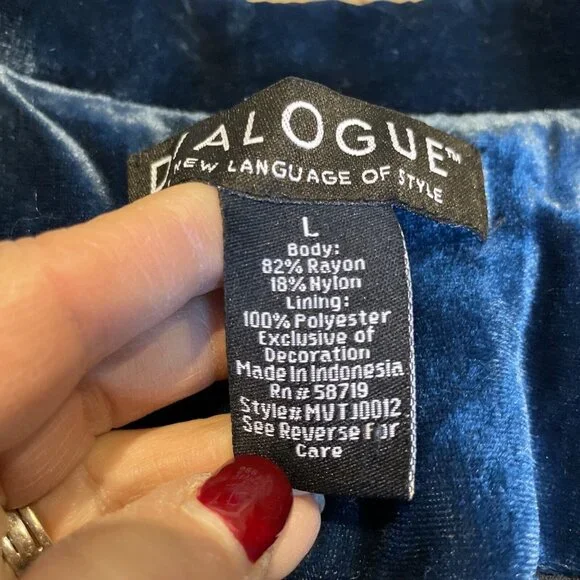 DIALOGUE™
NEW LANGUAGE OF STYLE
L
Body:
82% Rayon
18% Nylon
Lining:
100% Polyester
Exclusive of
Decoration
Made In Indonesia
Rn# 58719
Style# MVTJ0012
See Reverse For
Care